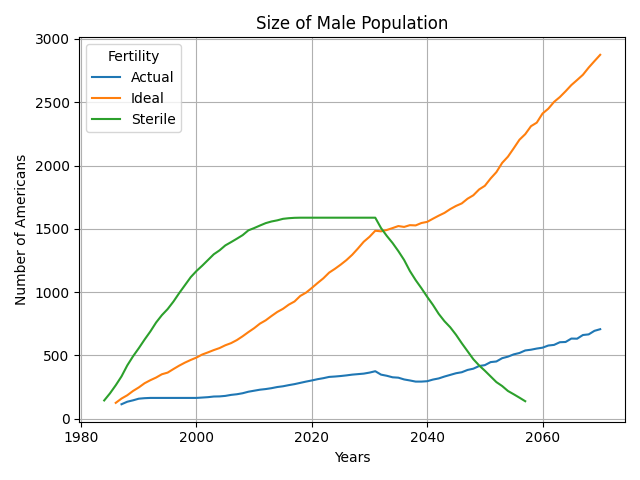 Size of Male Population
Number of Americans
3000
2500
2000
1500
1000
500
0
Fertility
Actual
Ideal
Sterile
1980
2000
2020
2040
2060
Years